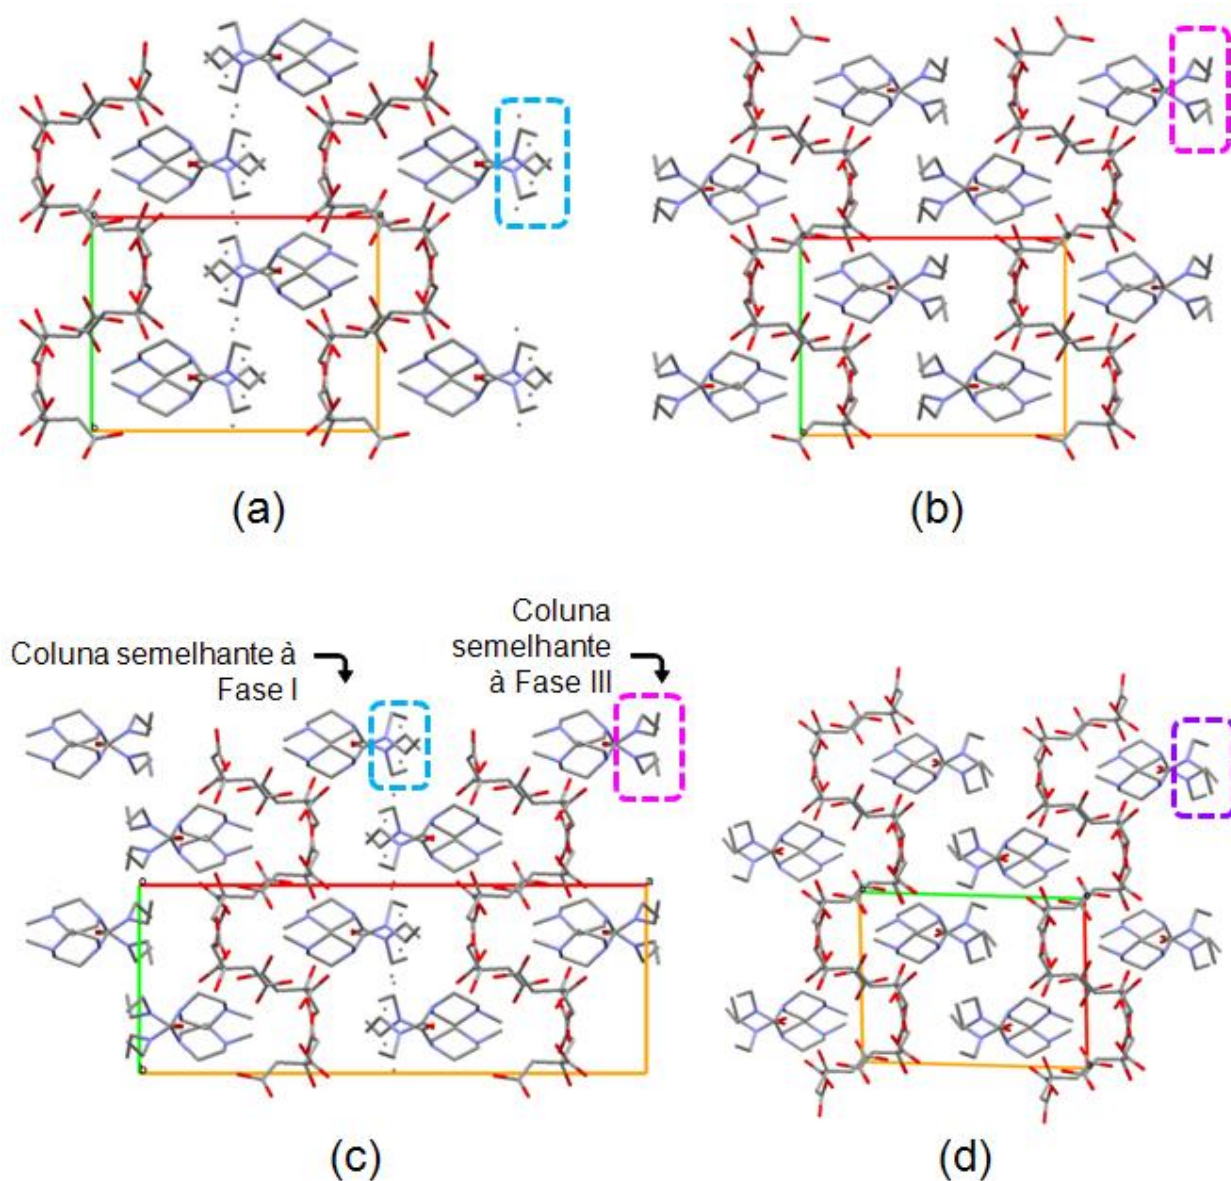 (a)
(b)
Coluna semelhante à
Fase I
Coluna
semelhante
à Fase III
(c)
(d)